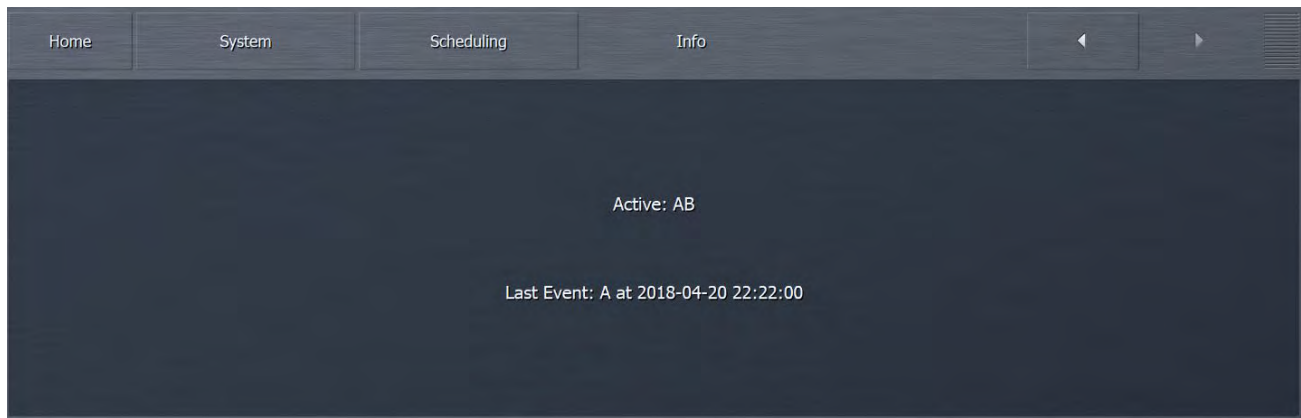 Home System Scheduling Info
Active: AB
Last Event: A at 2018-04-20 22:22:00